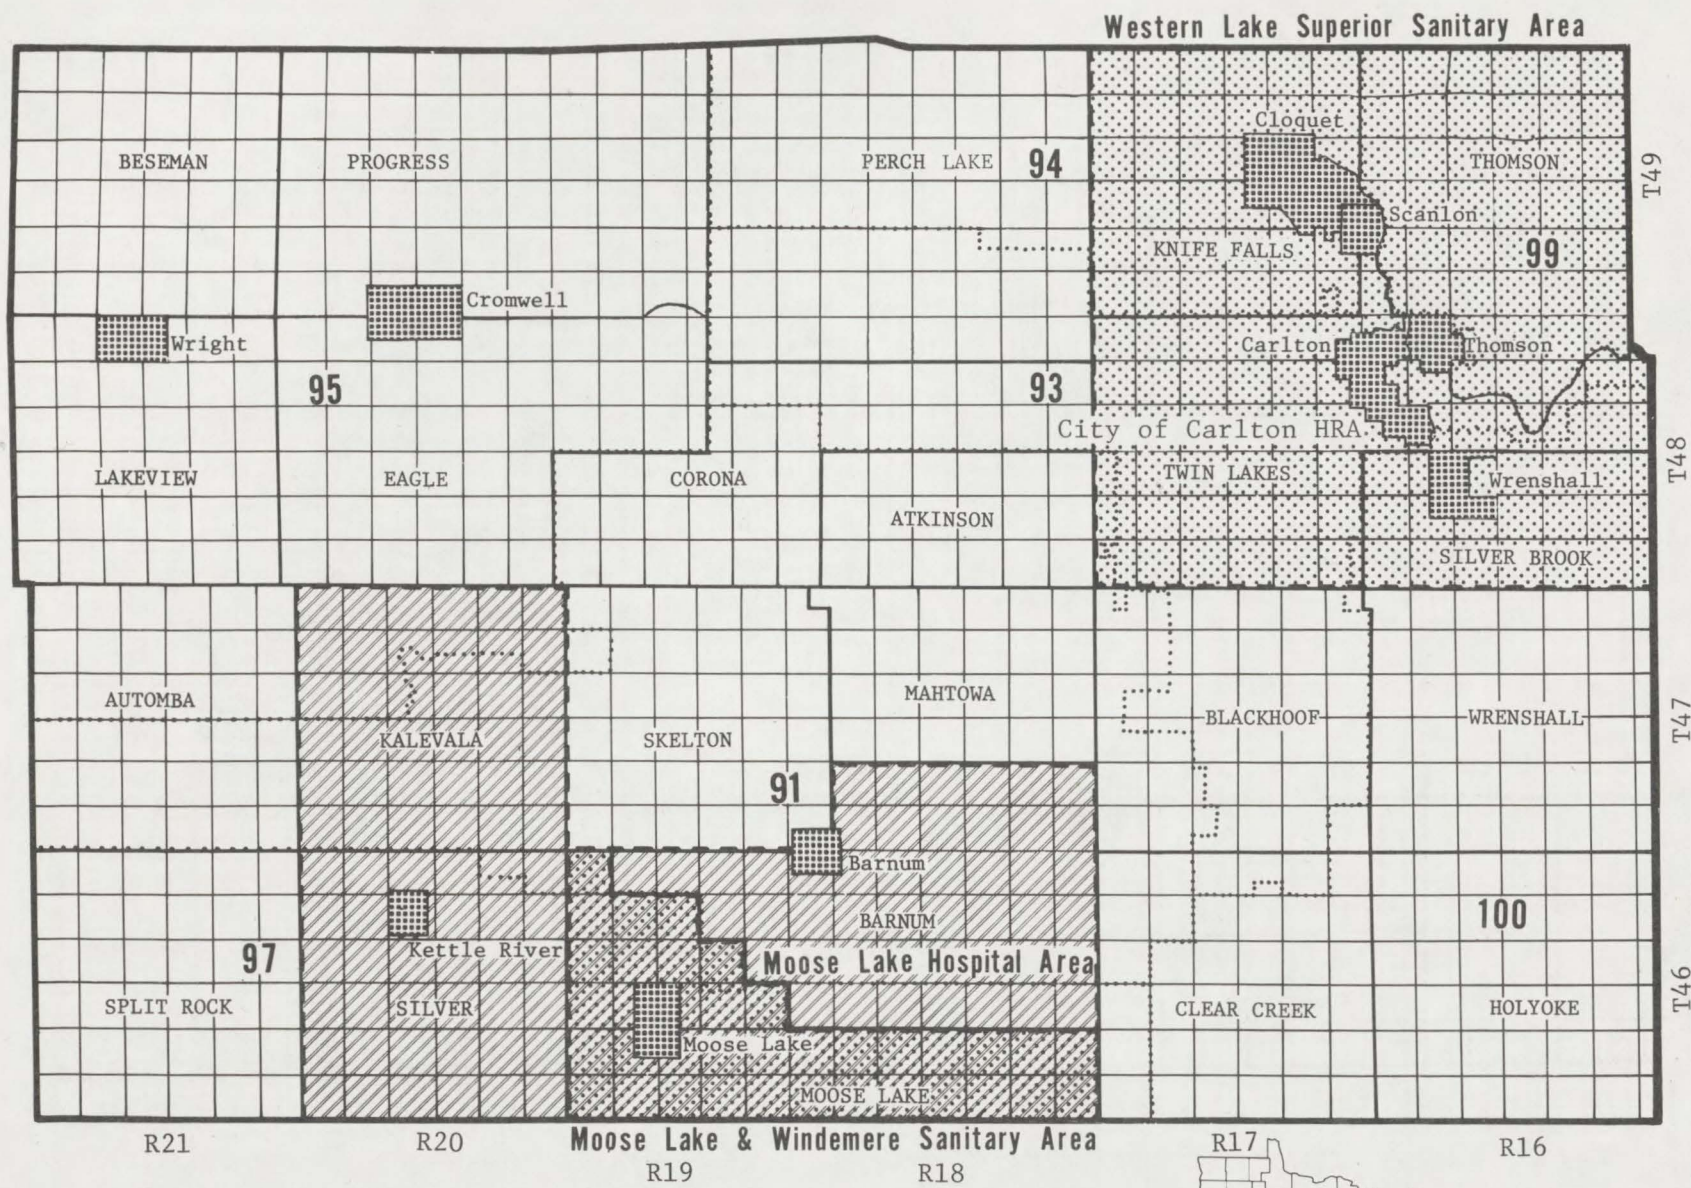 Western Lake Superior Sanitary Area
Cloquet
BESEMAN
PROGRESS
PERCH LAKE
94
THOMSON
T49
Scanlon
KNIFE FALLS
99
Cromwell
Wright
Carlton
Thomson
95
93
City of Carlton HRA
LAKEVIEW
EAGLE
CORONA
TWIN LAKES
Wrenshall
T48
ATKINSON
SILVER BROOK
AUTOMBA
MAHTOWA
KALEVALA
SKELTON
BLACKHOOF
WRENSHALL
T47
91
Barnum
BARNUM
100
Kettle River
97
Moose Lake Hospital Area
SPLIT ROCK
SILVER
CLEAR CREEK
HOLYOKE
T46
Moose Lake
MOOSE LAKE
R21
R20
Moose Lake & Windemere Sanitary Area
R17
R16
R19
R18